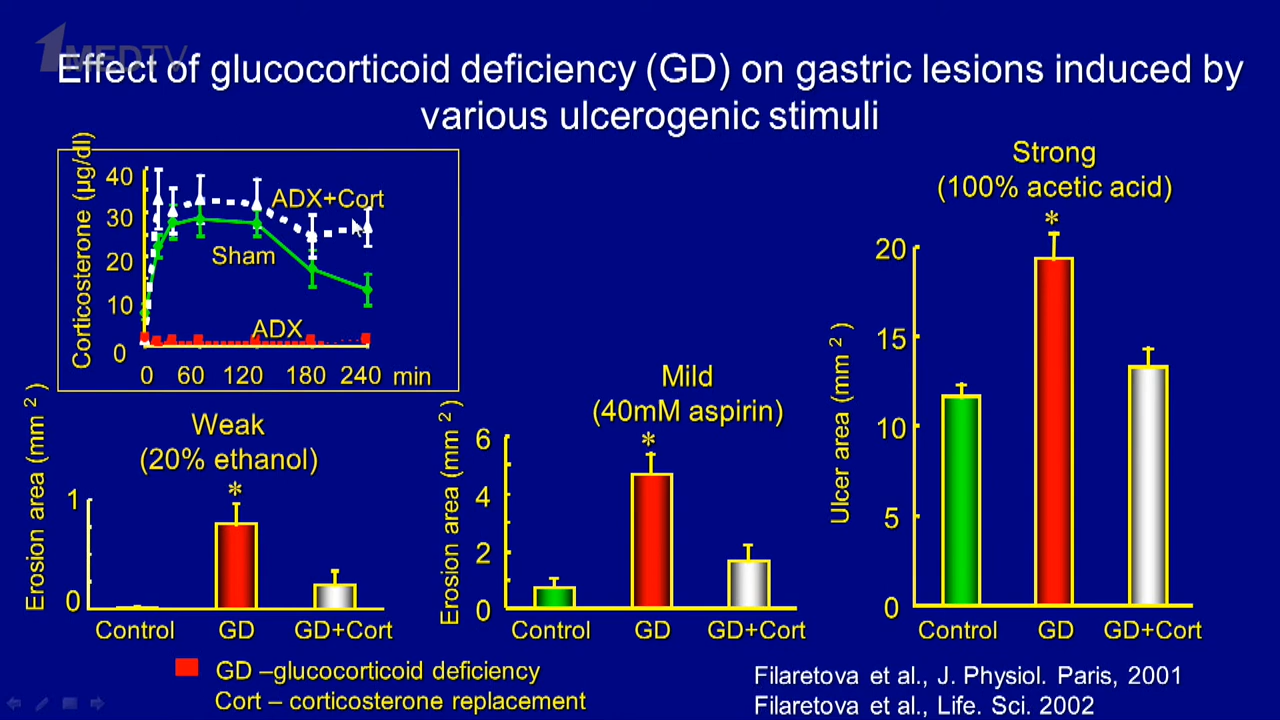 1MEDTV
Effect of glucocorticoid deficiency (GD) on gastric lesions induced by
various ulcerogenic stimuli
Corticosterone (µg/dl)
40
30
20
10
0
ADX+Cort
Sham
ADX
0 60 120 180 240 min
Weak
(20% ethanol)
Erosion area (mm 2 )
1
0
*
Control GD GD+Cort
Mild
(40mM aspirin)
Erosion area (mm 2 )
6
4
2
0
*
Control GD GD+Cort
Strong
(100% acetic acid)
Ulcer area (mm 2 )
20
15
10
5
0
*
Control GD GD+Cort
GD –glucocorticoid deficiency
Cort – corticosterone replacement
Filaretova et al., J. Physiol. Paris, 2001
Filaretova et al., Life. Sci. 2002